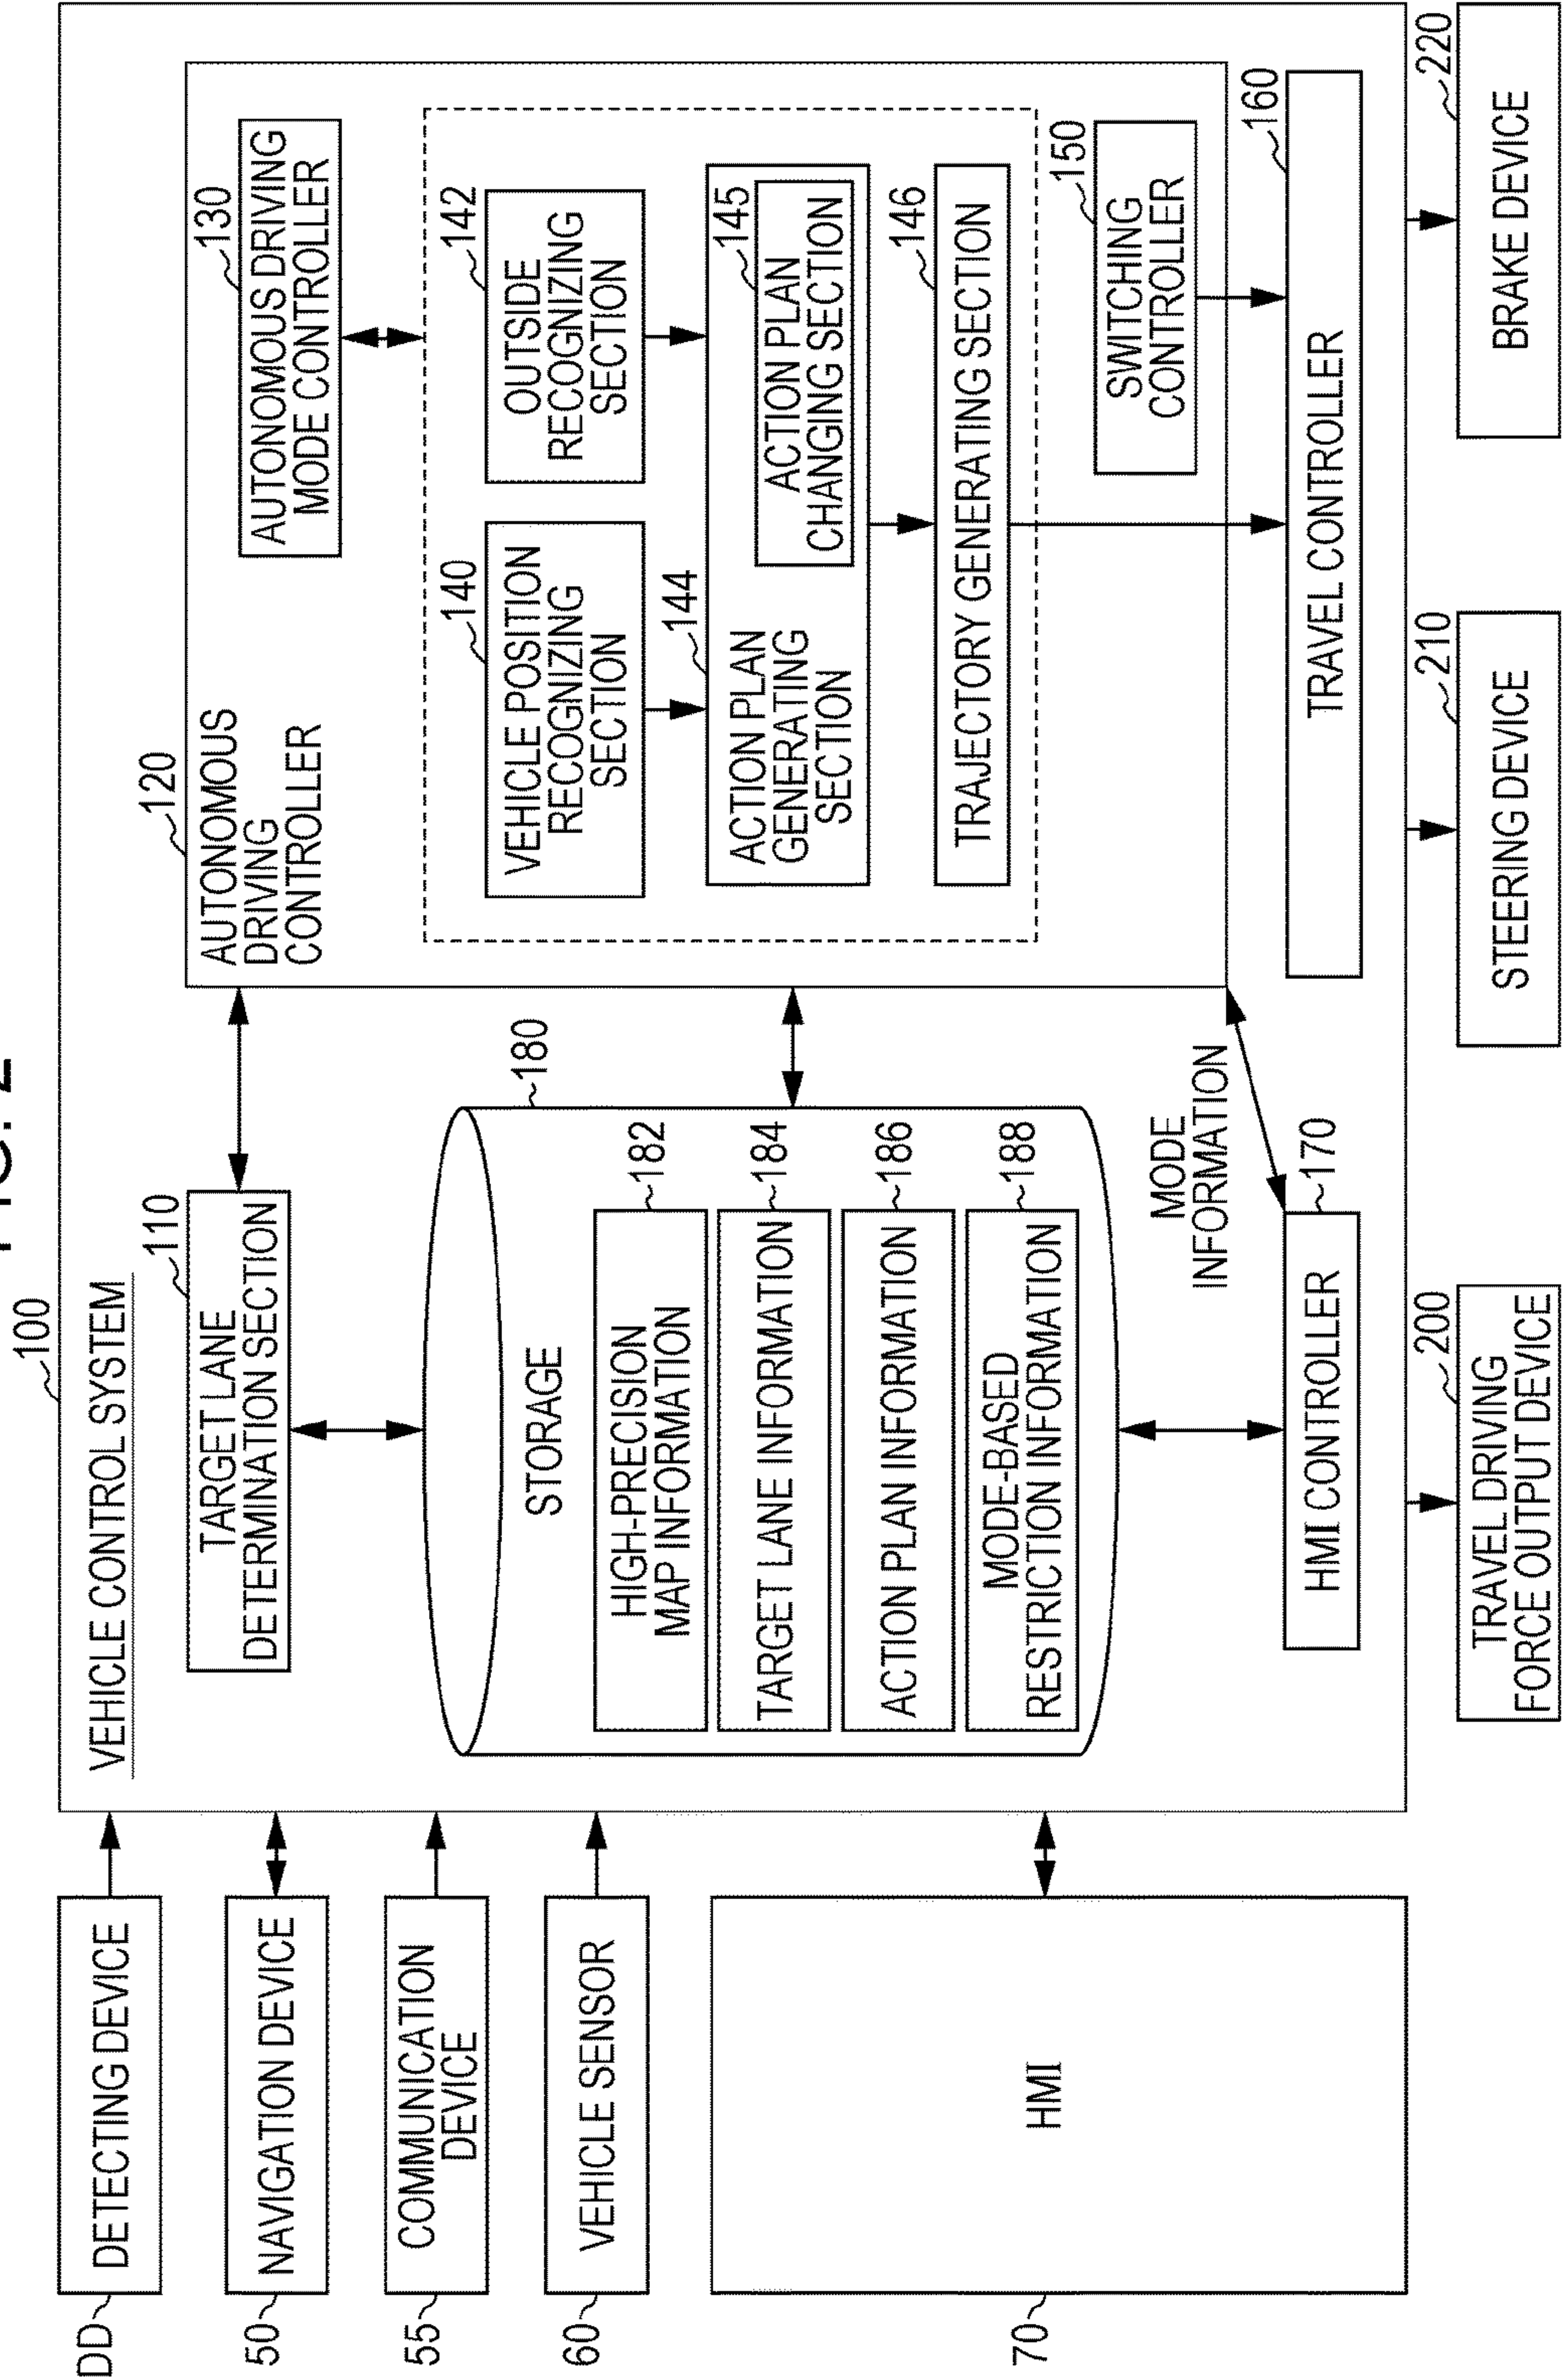 FIG. 2
100
VEHICLE CONTROL SYSTEM
DD
DETECTING DEVICE
50
NAVIGATION DEVICE
55
COMMUNICATION
DEVICE
60
VEHICLE SENSOR
70
HMI
110
TARGET LANE
DETERMINATION SECTION
180
STORAGE
HIGH-PRECISION
MAP INFORMATION
182
TARGET LANE INFORMATION
184
ACTION PLAN INFORMATION
186
MODE-BASED
RESTRICTION INFORMATION
188
MODE
INFORMATION
170
HMI CONTROLLER
120
AUTONOMOUS
DRIVING
CONTROLLER
130
AUTONOMOUS DRIVING
MODE CONTROLLER
140
VEHICLE POSITION
RECOGNIZING
SECTION
142
OUTSIDE
RECOGNIZING
SECTION
144
ACTION PLAN
GENERATING
SECTION
145
ACTION PLAN
CHANGING SECTION
146
TRAJECTORY GENERATING SECTION
150
SWITCHING
CONTROLLER
160
TRAVEL CONTROLLER
200
TRAVEL DRIVING
FORCE OUTPUT DEVICE
210
STEERING DEVICE
220
BRAKE DEVICE